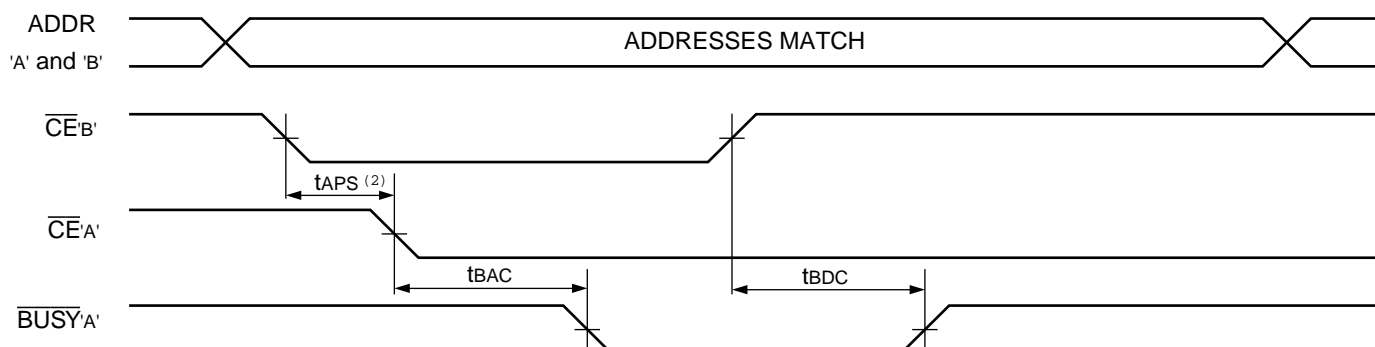 ADDR
'A' and 'B'
ADDRESSES MATCH
CE'B'
tAPS (2)
CE'A'
tBAC
tBDC
BUSY'A'